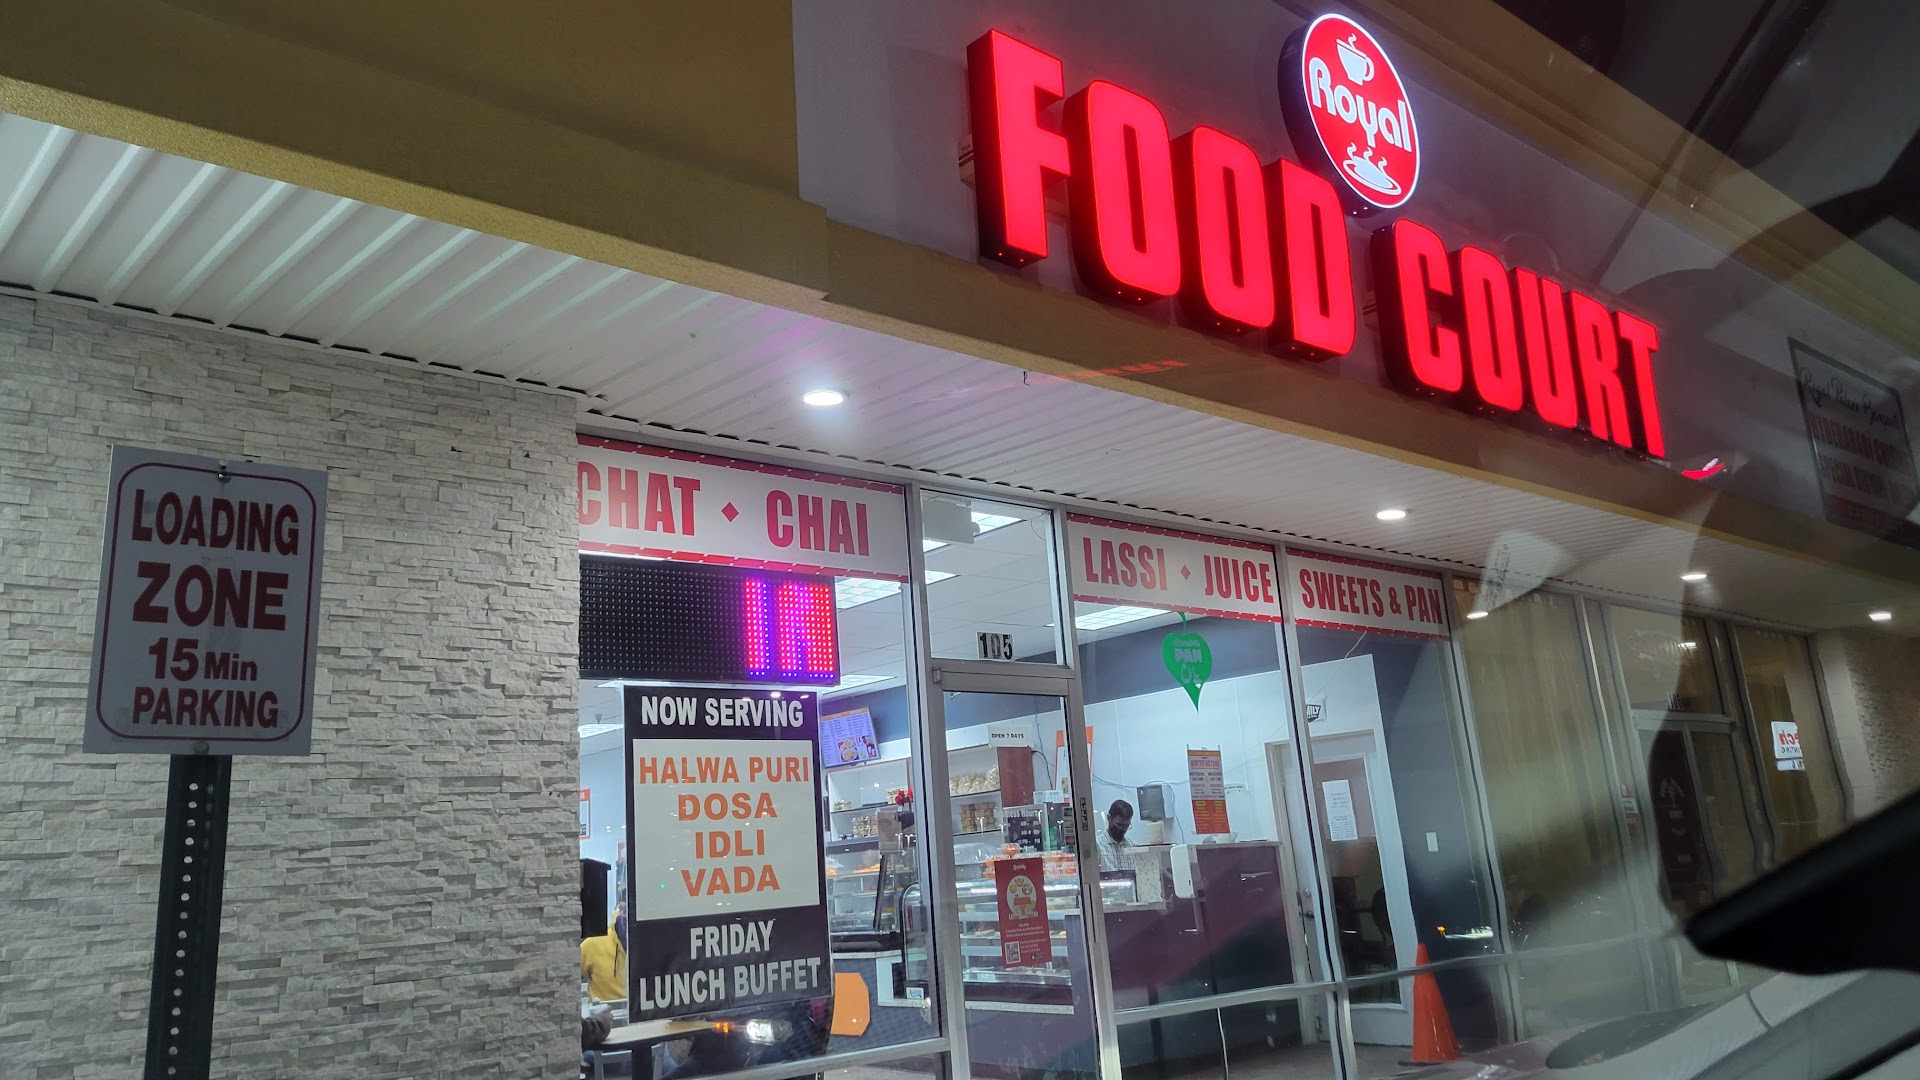 Royal
FOOD COURT
CHAT ♦ CHAI
LASSI ♦ JUICE
SWEETS & PAN
LOADING
ZONE
15 Min
PARKING
105
NOW SERVING
HALWA PURI
DOSA
IDLI
VADA
FRIDAY
LUNCH BUFFET
OPEN 7 DAYS
PAN